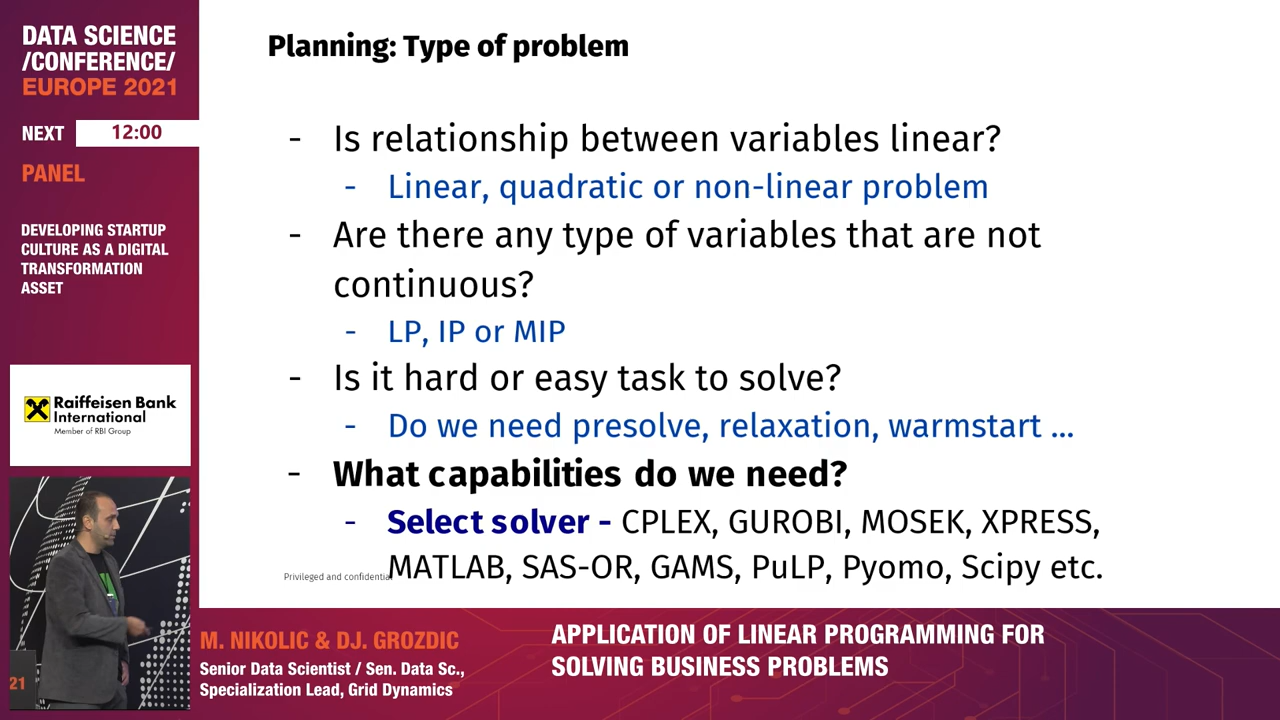 DATA SCIENCE
/CONFERENCE/
EUROPE 2021
NEXT 12:00
PANEL
DEVELOPING STARTUP
CULTURE AS A DIGITAL
TRANSFORMATION
ASSET
Raiffeisen Bank
International
Member of RBI Group
21
Planning: Type of problem
- Is relationship between variables linear?
- Linear, quadratic or non-linear problem
- Are there any type of variables that are not
continuous?
- LP, IP or MIP
- Is it hard or easy task to solve?
- Do we need presolve, relaxation, warmstart ...
- What capabilities do we need?
- Select solver - CPLEX, GUROBI, MOSEK, XPRESS,
MATLAB, SAS-OR, GAMS, PuLP, Pyomo, Scipy etc.
Privileged and confidential
M. NIKOLIC & DJ. GROZDIC
Senior Data Scientist / Sen. Data Sc.,
Specialization Lead, Grid Dynamics
APPLICATION OF LINEAR PROGRAMMING FOR
SOLVING BUSINESS PROBLEMS